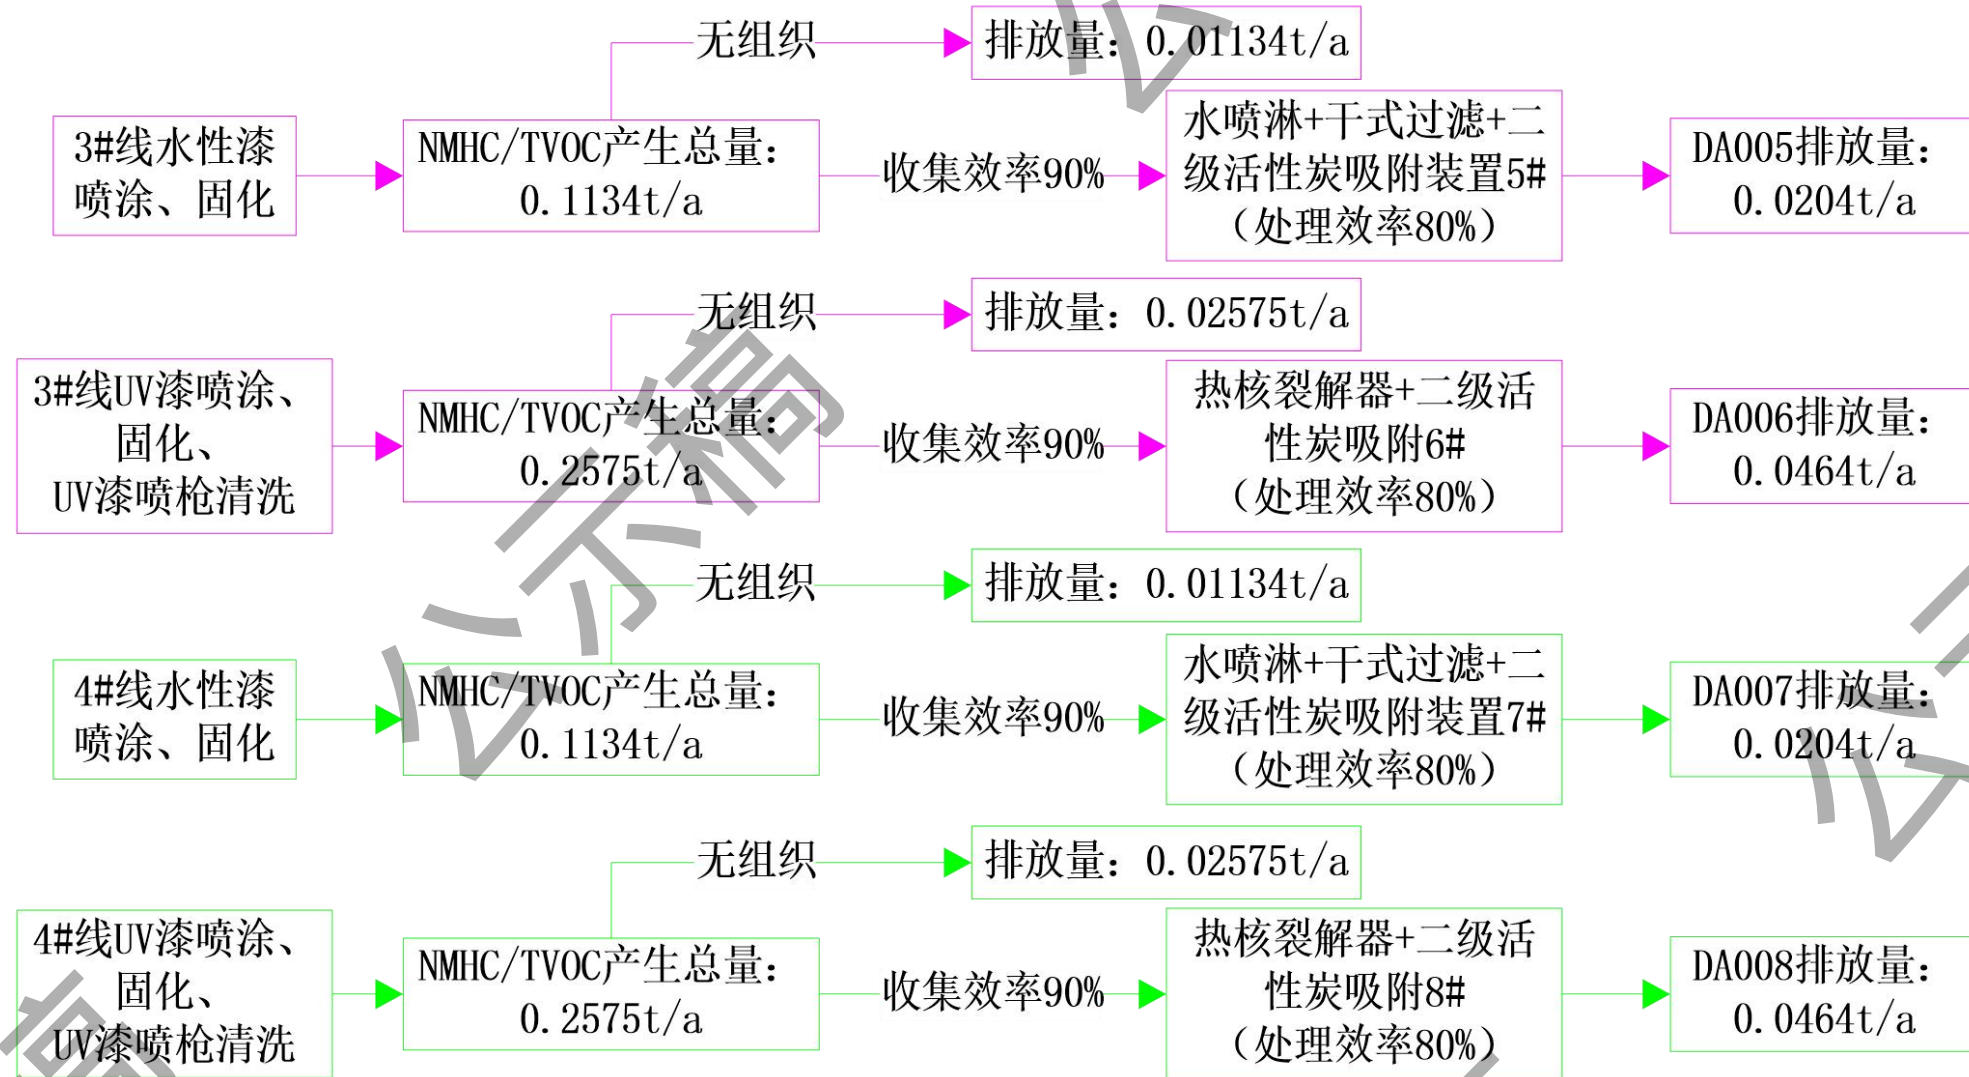 无组织
排放量：0.01134t/a
3#线水性漆
喷涂、固化
NMHC/TVOC产生总量：
0.1134t/a
收集效率90%
水喷淋+干式过滤+二
级活性炭吸附装置5#
（处理效率80%）
DA005排放量：
0.0204t/a
无组织
排放量：0.02575t/a
3#线UV漆喷涂、
固化、
UV漆喷枪清洗
NMHC/TVOC产生总量：
0.2575t/a
收集效率90%
热核裂解器+二级活
性炭吸附6#
（处理效率80%）
DA006排放量：
0.0464t/a
无组织
排放量：0.01134t/a
4#线水性漆
喷涂、固化
NMHC/TVOC产生总量：
0.1134t/a
收集效率90%
水喷淋+干式过滤+二
级活性炭吸附装置7#
（处理效率80%）
DA007排放量：
0.0204t/a
无组织
排放量：0.02575t/a
4#线UV漆喷涂、
固化、
UV漆喷枪清洗
NMHC/TVOC产生总量：
0.2575t/a
收集效率90%
热核裂解器+二级活
性炭吸附8#
（处理效率80%）
DA008排放量：
0.0464t/a
公示稿